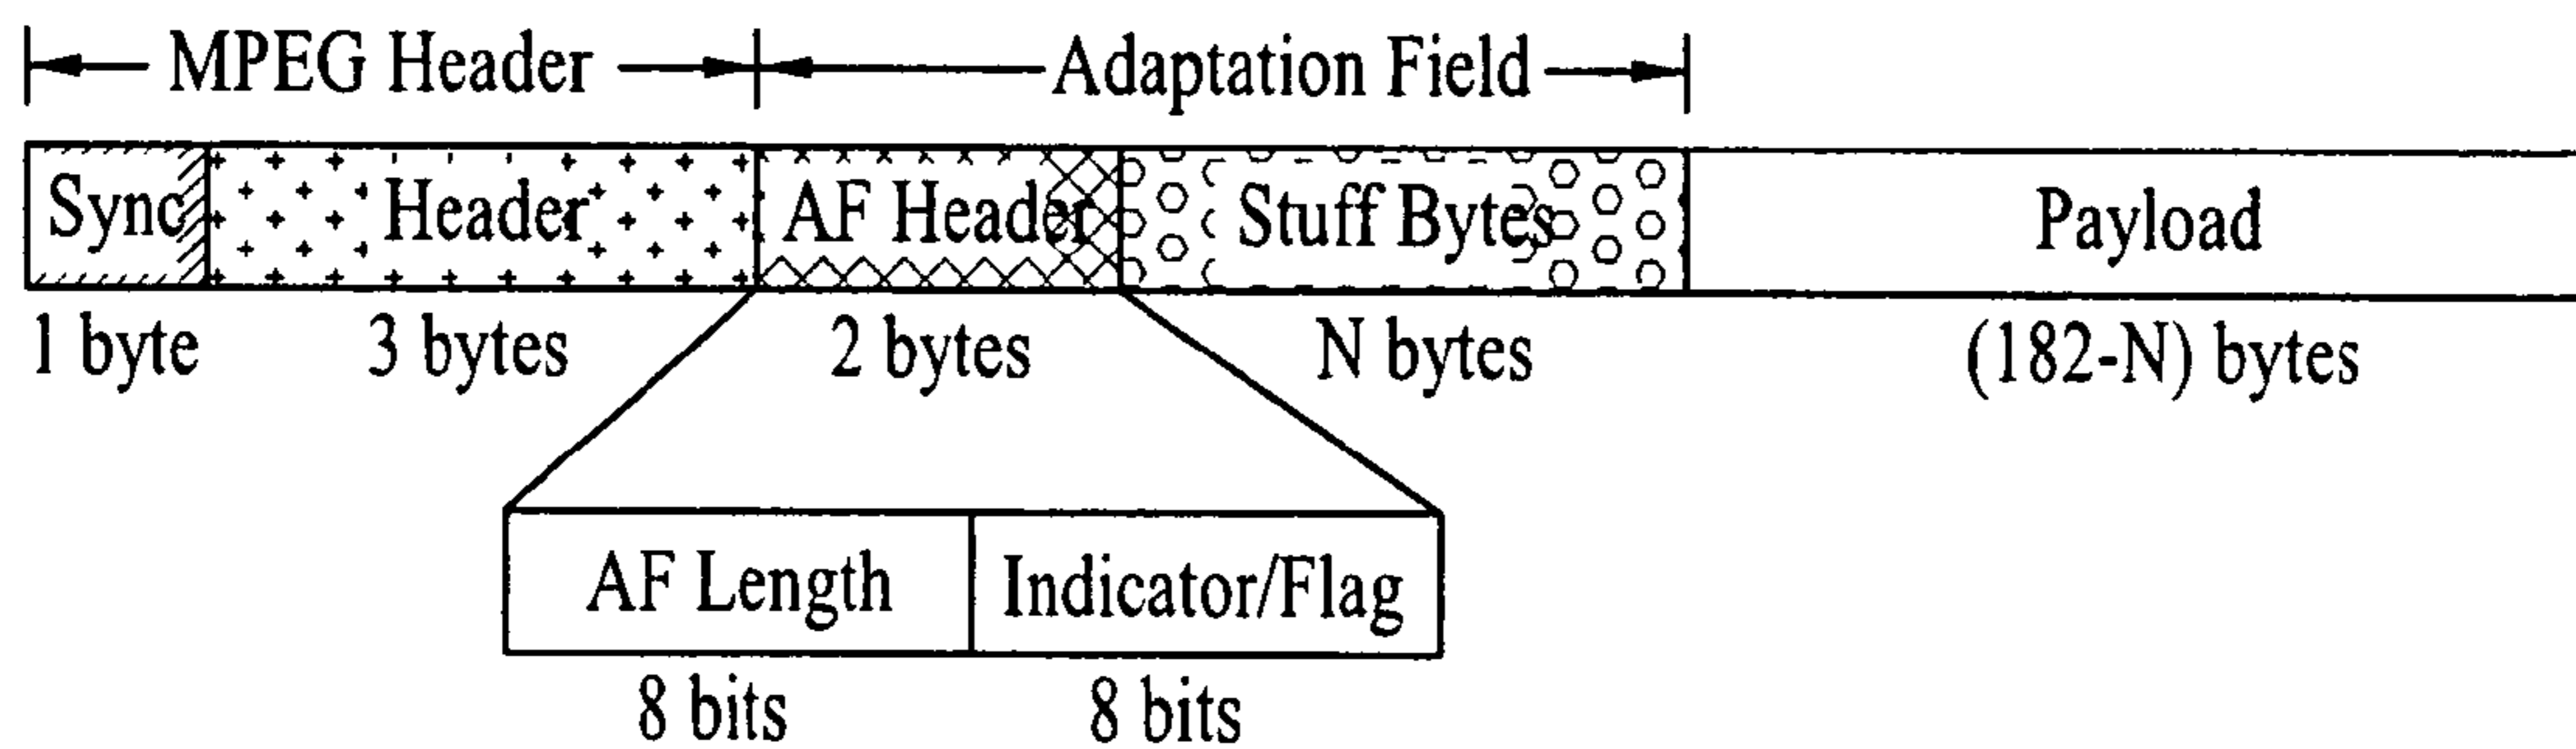 MPEG Header Adaptation Field
Sync Header AF Header Stuff Bytes Payload
1 byte 3 bytes 2 bytes N bytes (182-N) bytes
AF Length Indicator/Flag
8 bits 8 bits